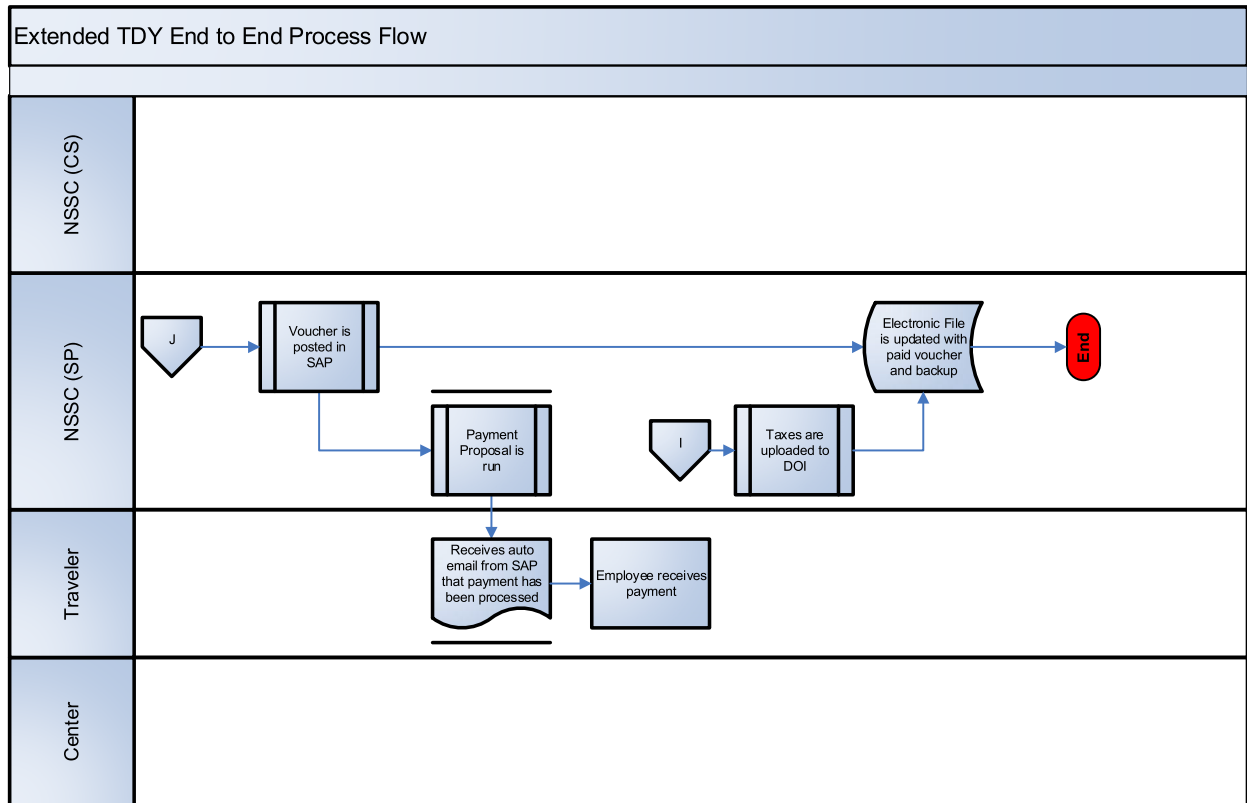 Extended TDY End to End Process Flow
NSSC (CS)
NSSC (SP)
J
Voucher is
posted in
SAP
Electronic File
is updated with
paid voucher
and backup
End
Payment
Proposal is
run
I
Taxes are
uploaded to
DOI
Traveler
Receives auto
email from SAP
that payment has
been processed
Employee receives
payment
Center